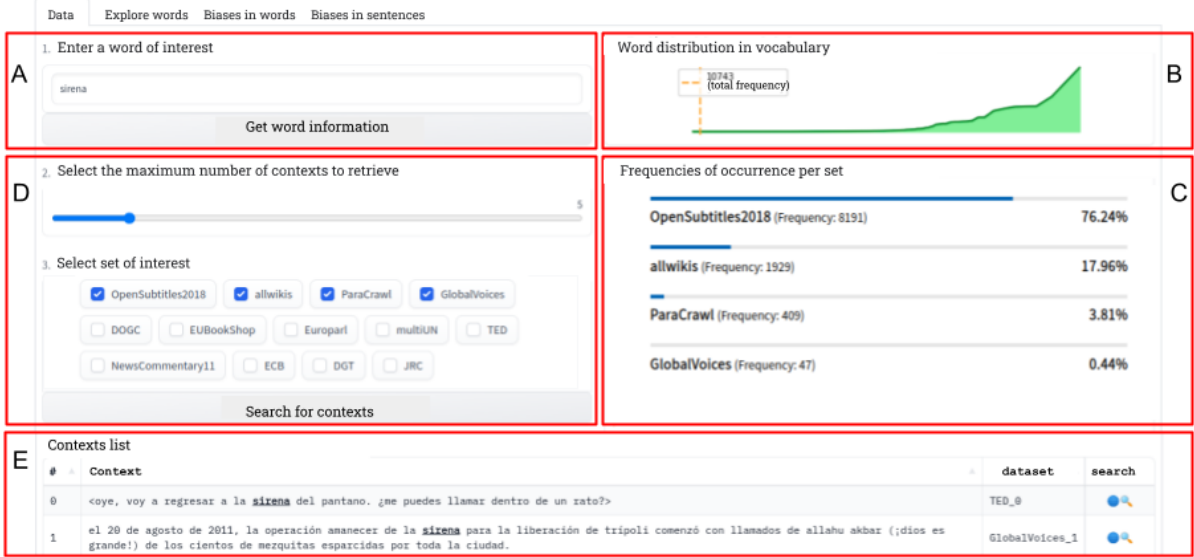 Data Explore words Biases in words Biases in sentences
A
1. Enter a word of interest
sirena
Get word information
Word distribution in vocabulary
B
10743
(total frequency)
D
2. Select the maximum number of contexts to retrieve
5
3. Select set of interest
OpenSubtitles2018 allwikis ParaCrawl GlobalVoices
DOGC EUBookShop Europarl multiUN TED
NewsCommentary11 ECB DGT JRC
Search for contexts
Frequencies of occurrence per set
C
OpenSubtitles2018 (Frequency: 8191) 76.24%
allwikis (Frequency: 1929) 17.96%
ParaCrawl (Frequency: 409) 3.81%
GlobalVoices (Frequency: 47) 0.44%
E
Contexts list
# Context dataset search
0 <oye, voy a regresar a la sirena del pantano. ¿me puedes llamar dentro de un rato?> TED_0
1 el 20 de agosto de 2011, la operación amanecer de la sirena para la liberación de trípoli comenzó con llamados de allahu akbar (¡dios es
grande!) de los cientos de mezquitas esparcidas por toda la ciudad. GlobalVoices_1